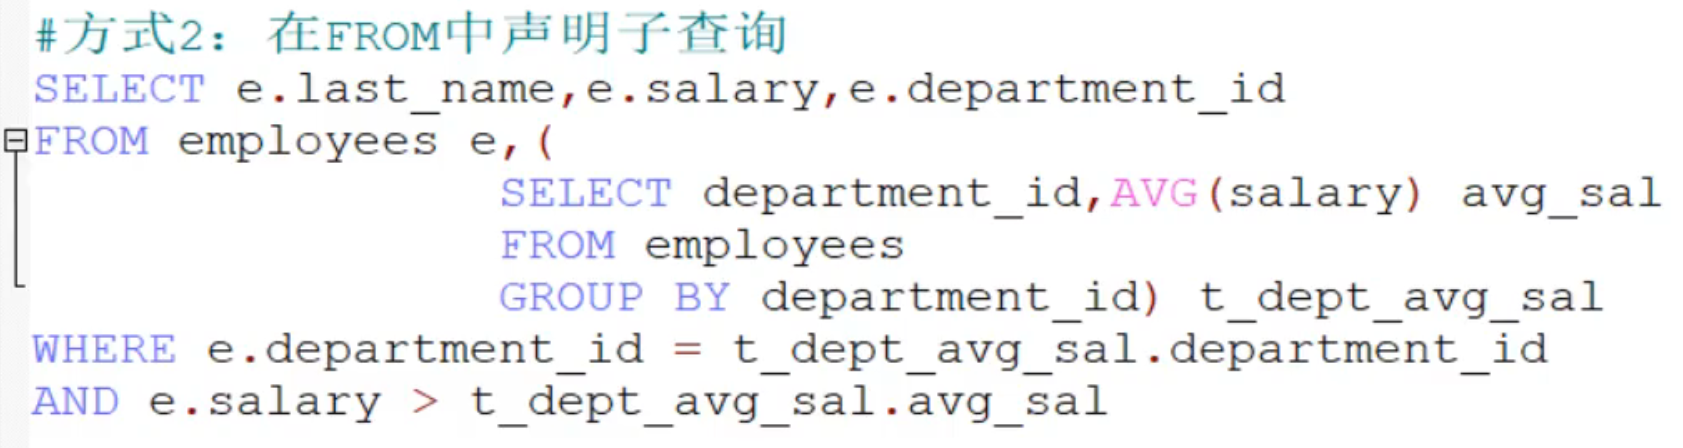 #方式2：在FROM中声明子查询
SELECT e.last_name,e.salary,e.department_id
FROM employees e,(
SELECT department_id,AVG(salary) avg_sal
FROM employees
GROUP BY department_id) t_dept_avg_sal
WHERE e.department_id = t_dept_avg_sal.department_id
AND e.salary > t_dept_avg_sal.avg_sal